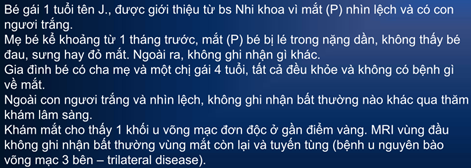 Bé gái 1 tuổi tên J., được giới thiệu từ bs Nhi khoa vì mắt (P) nhìn lệch và có con
ngươi trắng.
Mẹ bé kể khoảng từ 1 tháng trước, mắt (P) bé bị lé trong nặng dần, không thấy bé
đau, sưng hay đỏ mắt. Ngoài ra, không ghi nhận gì khác.
Gia đình bé có cha mẹ và một chị gái 4 tuổi, tất cả đều khỏe và không có bệnh gì
về mắt.
Ngoài con ngươi trắng và nhìn lệch, không ghi nhận bất thường nào khác qua thăm
khám lâm sàng.
Khám mắt cho thấy 1 khối u võng mạc đơn độc ở gần điểm vàng. MRI vùng đầu
không ghi nhận bất thường vùng mắt còn lại và tuyến tùng (bệnh u nguyên bào
võng mạc 3 bên – trilateral disease).